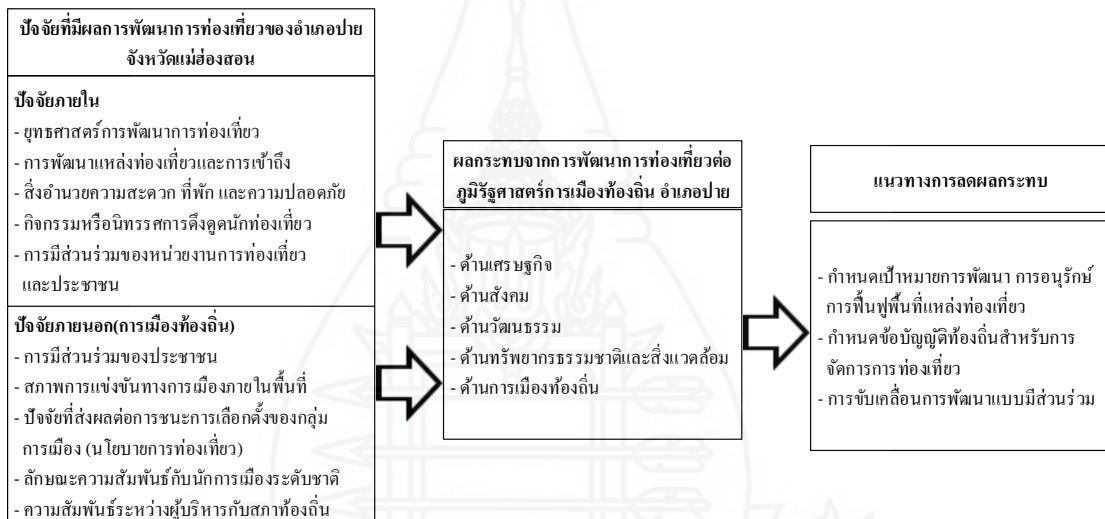 ปัจจัยที่มีผลการพัฒนาการท่องเที่ยวของอำเภอปาย
จังหวัดแม่ฮ่องสอน
ปัจจัยภายใน
- ยุทธศาสตร์การพัฒนาการท่องเที่ยว
- การพัฒนาแหล่งท่องเที่ยวและการเข้าถึง
- สิ่งอำนวยความสะดวก ที่พัก และความปลอดภัย
- กิจกรรมหรือนิทรรศการดึงดูดนักท่องเที่ยว
- การมีส่วนร่วมของหน่วยงานการท่องเที่ยว
และประชาชน
ปัจจัยภายนอก(การเมืองท้องถิ่น)
- การมีส่วนร่วมของประชาชน
- สภาพการแข่งขันทางการเมืองภายในพื้นที่
- ปัจจัยที่ส่งผลต่อการชนะการเลือกตั้งของกลุ่ม
การเมือง (นโยบายการท่องเที่ยว)
- ลักษณะความสัมพันธ์กับนักการเมืองระดับชาติ
- ความสัมพันธ์ระหว่างผู้บริหารกับสภาท้องถิ่น
ผลกระทบจากการพัฒนาการท่องเที่ยวต่อ
ภูมิรัฐศาสตร์การเมืองท้องถิ่น อำเภอปาย
- ด้านเศรษฐกิจ
- ด้านสังคม
- ด้านวัฒนธรรม
- ด้านทรัพยากรธรรมชาติและสิ่งแวดล้อม
- ด้านการเมืองท้องถิ่น
แนวทางการลดผลกระทบ
- กำหนดเป้าหมายการพัฒนา การอนุรักษ์
การฟื้นฟูพื้นที่แหล่งท่องเที่ยว
- กำหนดข้อบัญญัติท้องถิ่นสำหรับการ
จัดการการท่องเที่ยว
- การขับเคลื่อนการพัฒนาแบบมีส่วนร่วม